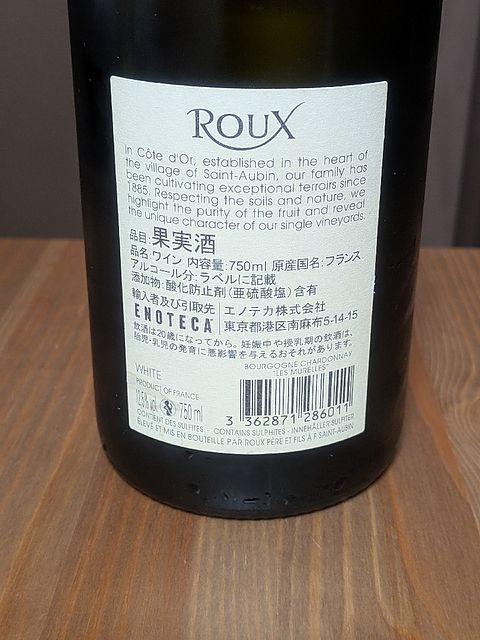 ROUX
In Côte d'Or, established in the heart of
the village of Saint-Aubin, our family has
been cultivating exceptional terroirs since
1885. Respecting the soils and nature, we
highlight the purity of the fruit and reveal
the unique character of our single vineyards.
品目:果実酒
品名:ワイン 内容量:750ml 原産国名:フランス
アルコール分:ラベルに記載
添加物:酸化防止剤(亜硫酸塩)含有
輸入者及び引取先 エノテカ株式会社
ENOTECA 東京都港区南麻布5-14-15
飲酒は20歳になってから。妊娠中や授乳期の飲酒は、
胎児・乳児の発育に悪影響を与えるおそれがあります。
BOURGOGNE CHARDONNAY
"LES MURELLES"
WHITE
PRODUCT OF FRANCE
750 ml
3 362871 286011
CONTIENT DES SULFITES - CONTAINS SULPHITES - INNEHÅLLER SULFITER
ÉLEVÉ ET MIS EN BOUTEILLE PAR ROUX PÈRE ET FILS À F SAINT-AUBIN